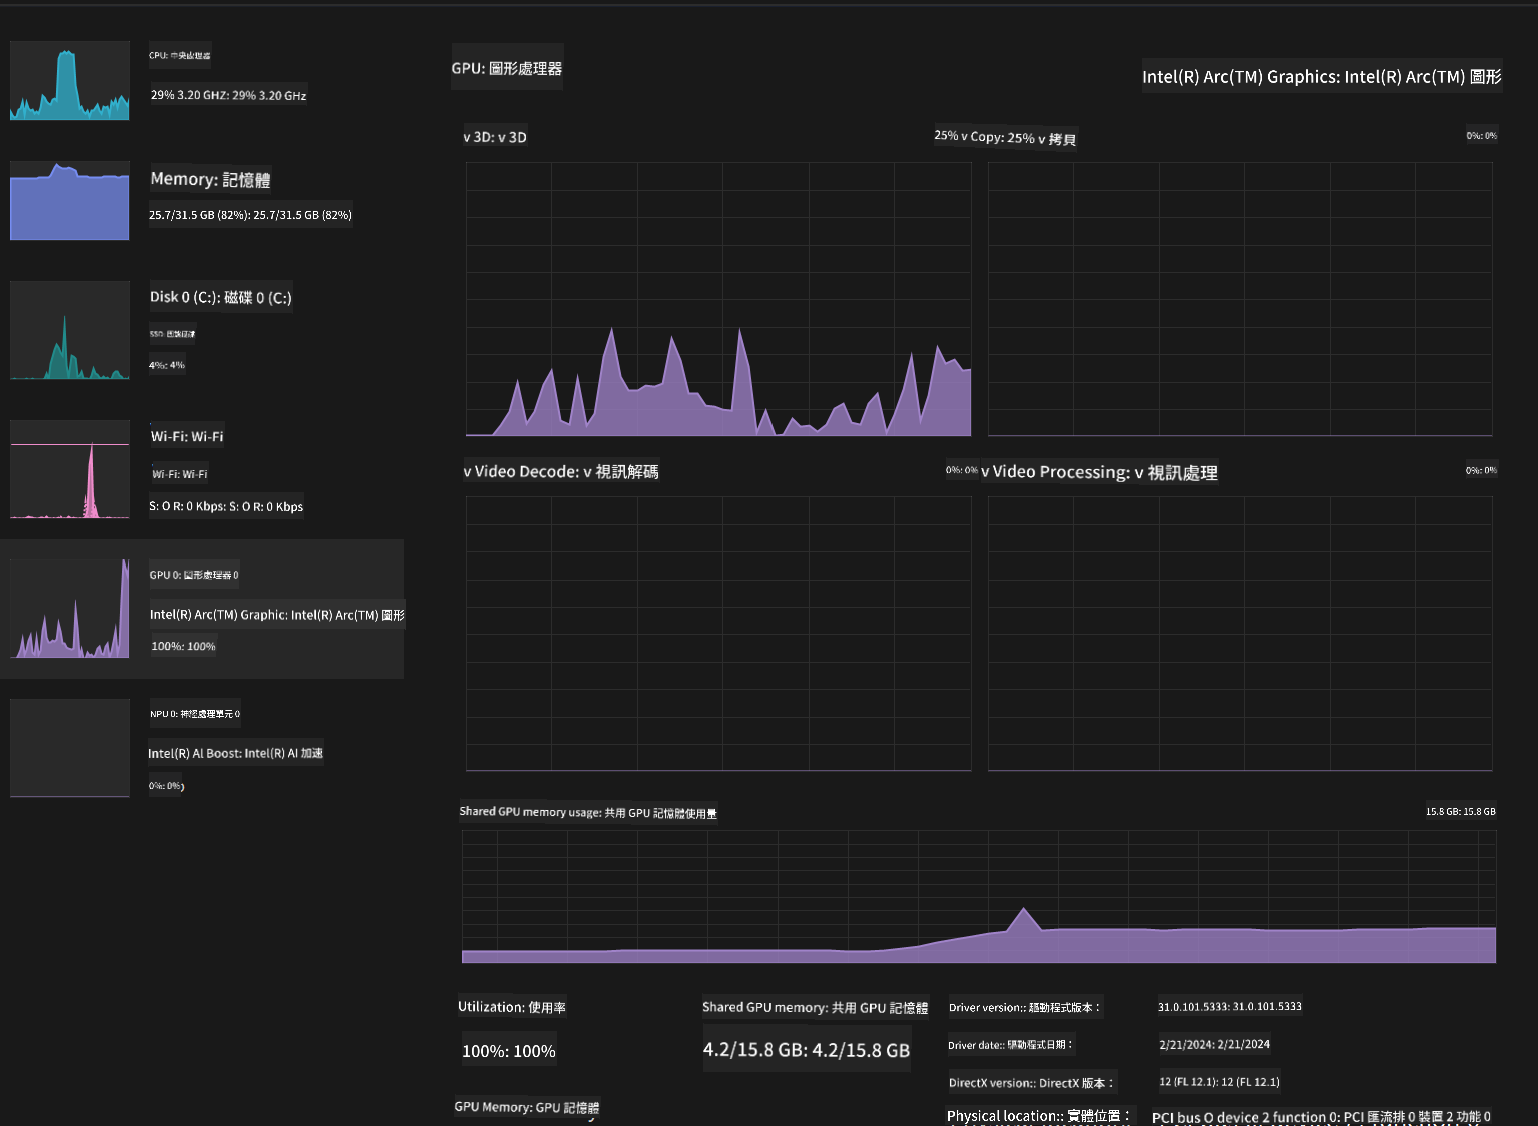 CPU: 中央處理器
29% 3.20 GHZ: 29% 3.20 GHz
Memory: 記憶體
25.7/31.5 GB (82%): 25.7/31.5 GB (82%)
Disk 0 (C:): 磁碟 0 (C:)
SSD: 固態硬碟
4%: 4%
Wi-Fi: Wi-Fi
Wi-Fi: Wi-Fi
S: O R: 0 Kbps: S: O R: 0 Kbps
GPU 0: 圖形處理器 0
Intel(R) Arc(TM) Graphic: Intel(R) Arc(TM) 圖形
100%: 100%
NPU 0: 神經處理單元 0
Intel(R) Al Boost: Intel(R) AI 加速
0%: 0%)
GPU: 圖形處理器
Intel(R) Arc(TM) Graphics: Intel(R) Arc(TM) 圖形
v 3D: v 3D
25% v Copy: 25% v 拷貝
0%: 0%
v Video Decode: v 視訊解碼
0%: 0%
v Video Processing: v 視訊處理
0%: 0%
Shared GPU memory usage: 共用 GPU 記憶體使用量
15.8 GB: 15.8 GB
Utilization: 使用率
100%: 100%
Shared GPU memory: 共用 GPU 記憶體
4.2/15.8 GB: 4.2/15.8 GB
GPU Memory: GPU 記憶體
Driver version:: 驅動程式版本：
31.0.101.5333: 31.0.101.5333
Driver date:: 驅動程式日期：
2/21/2024: 2/21/2024
DirectX version:: DirectX 版本：
12 (FL 12.1): 12 (FL 12.1)
Physical location:: 實體位置：
PCI bus O device 2 function 0: PCI 匯流排 0 裝置 2 功能 0